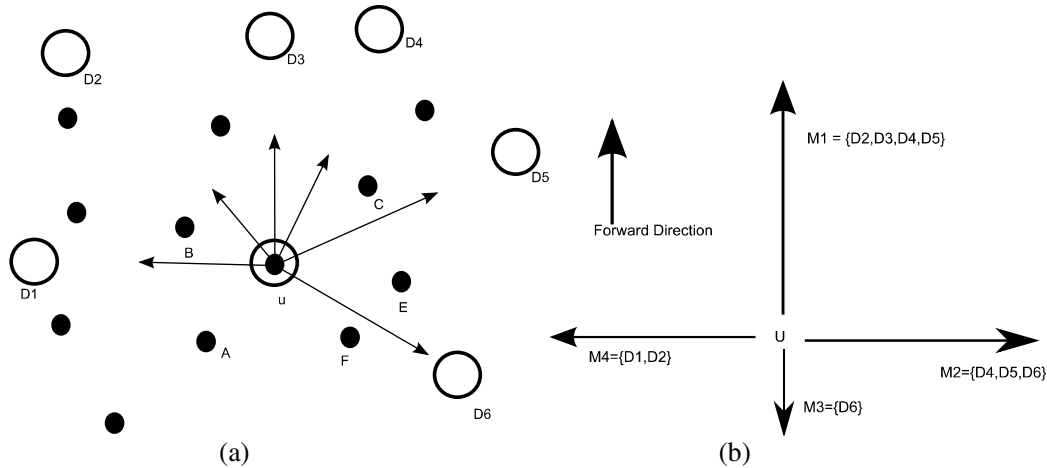 D2
D3
D4
D5
C
B
D1
u
E
A
F
D6
(a)
M1 = {D2,D3,D4,D5}
Forward Direction
U
M4={D1,D2}
M2={D4,D5,D6}
M3={D6}
(b)